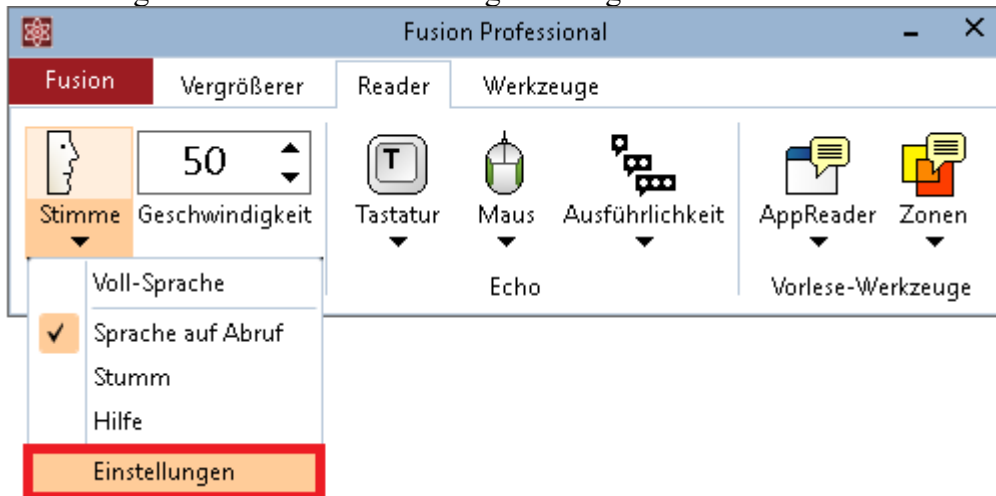 Fusion Professional
Fusion Vergrößerer Reader Werkzeuge
50
T
Stimme Geschwindigkeit Tastatur Maus Ausführlichkeit AppReader Zonen
Echo Vorlese-Werkzeuge
Voll-Sprache
Sprache auf Abruf
Stumm
Hilfe
Einstellungen